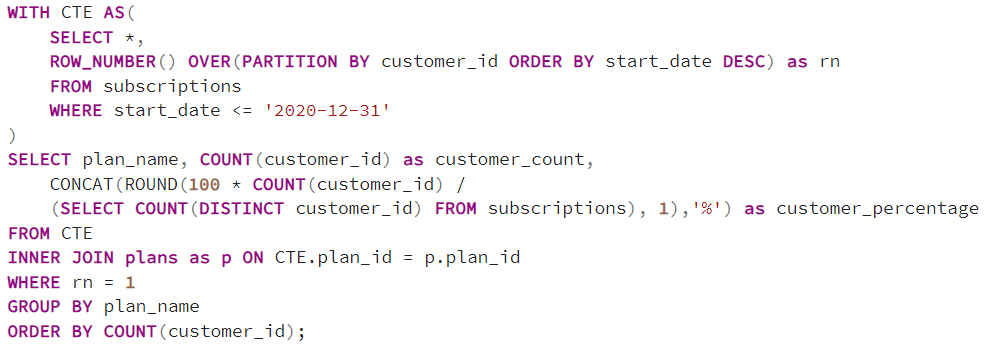 WITH CTE AS(
    SELECT *,
    ROW_NUMBER() OVER(PARTITION BY customer_id ORDER BY start_date DESC) as rn
    FROM subscriptions
    WHERE start_date <= '2020-12-31'
)
SELECT plan_name, COUNT(customer_id) as customer_count,
    CONCAT(ROUND(100 * COUNT(customer_id) /
    (SELECT COUNT(DISTINCT customer_id) FROM subscriptions), 1),'%') as customer_percentage
FROM CTE
INNER JOIN plans as p ON CTE.plan_id = p.plan_id
WHERE rn = 1
GROUP BY plan_name
ORDER BY COUNT(customer_id);